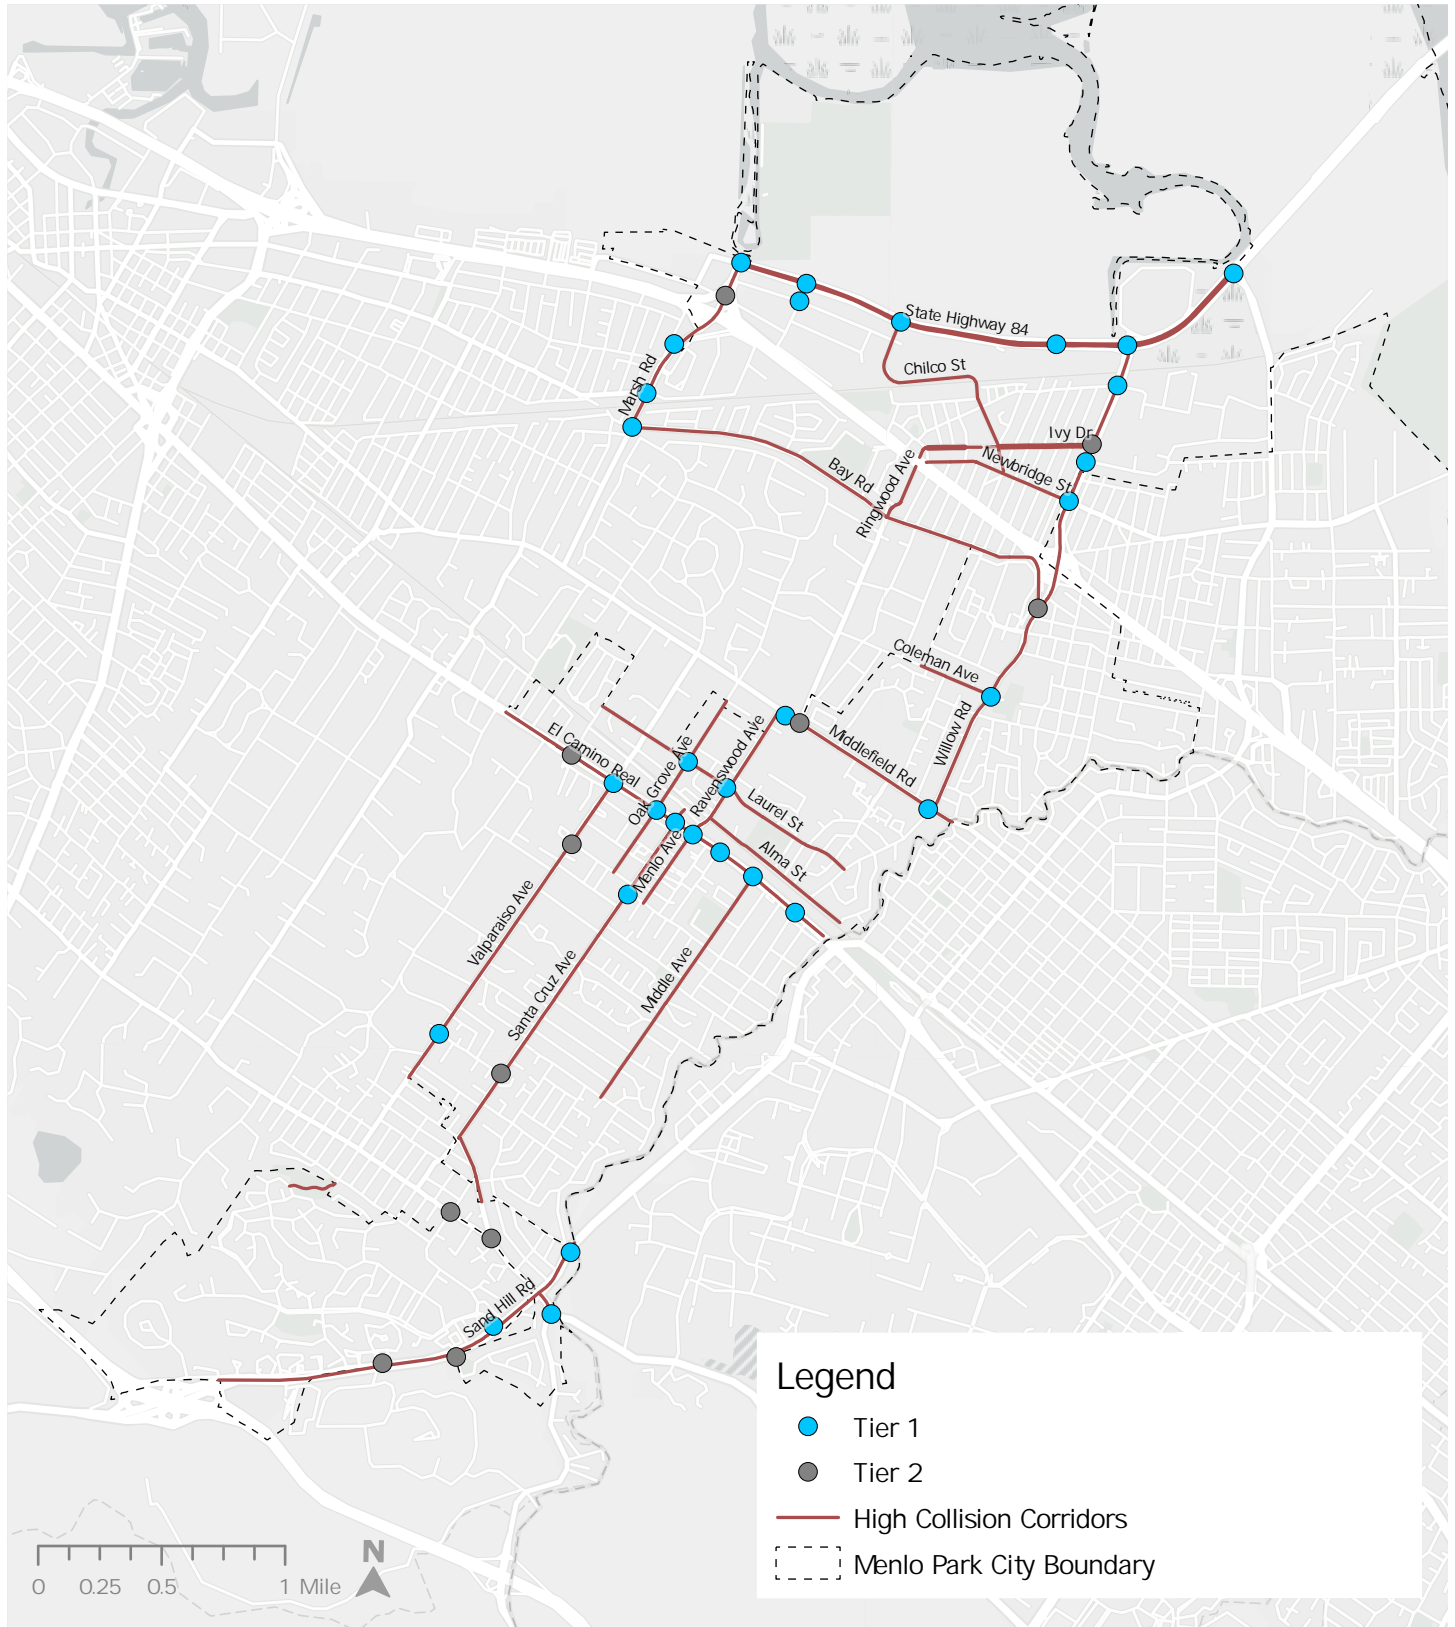 State Highway 84
Chilco St
Marsh Rd
Ivy Dr
Newbridge St
Bay Rd
Ringwood Ave
Coleman Ave
Willow Rd
Middlefield Rd
El Camino Real
Oak Grove Ave
Ravenswood Ave
Laurel St
Menlo Ave
Alma St
Valparaiso Ave
Santa Cruz Ave
Middle Ave
Sand Hill Rd
Legend
Tier 1
Tier 2
High Collision Corridors
Menlo Park City Boundary
N
0 0.25 0.5 1 Mile